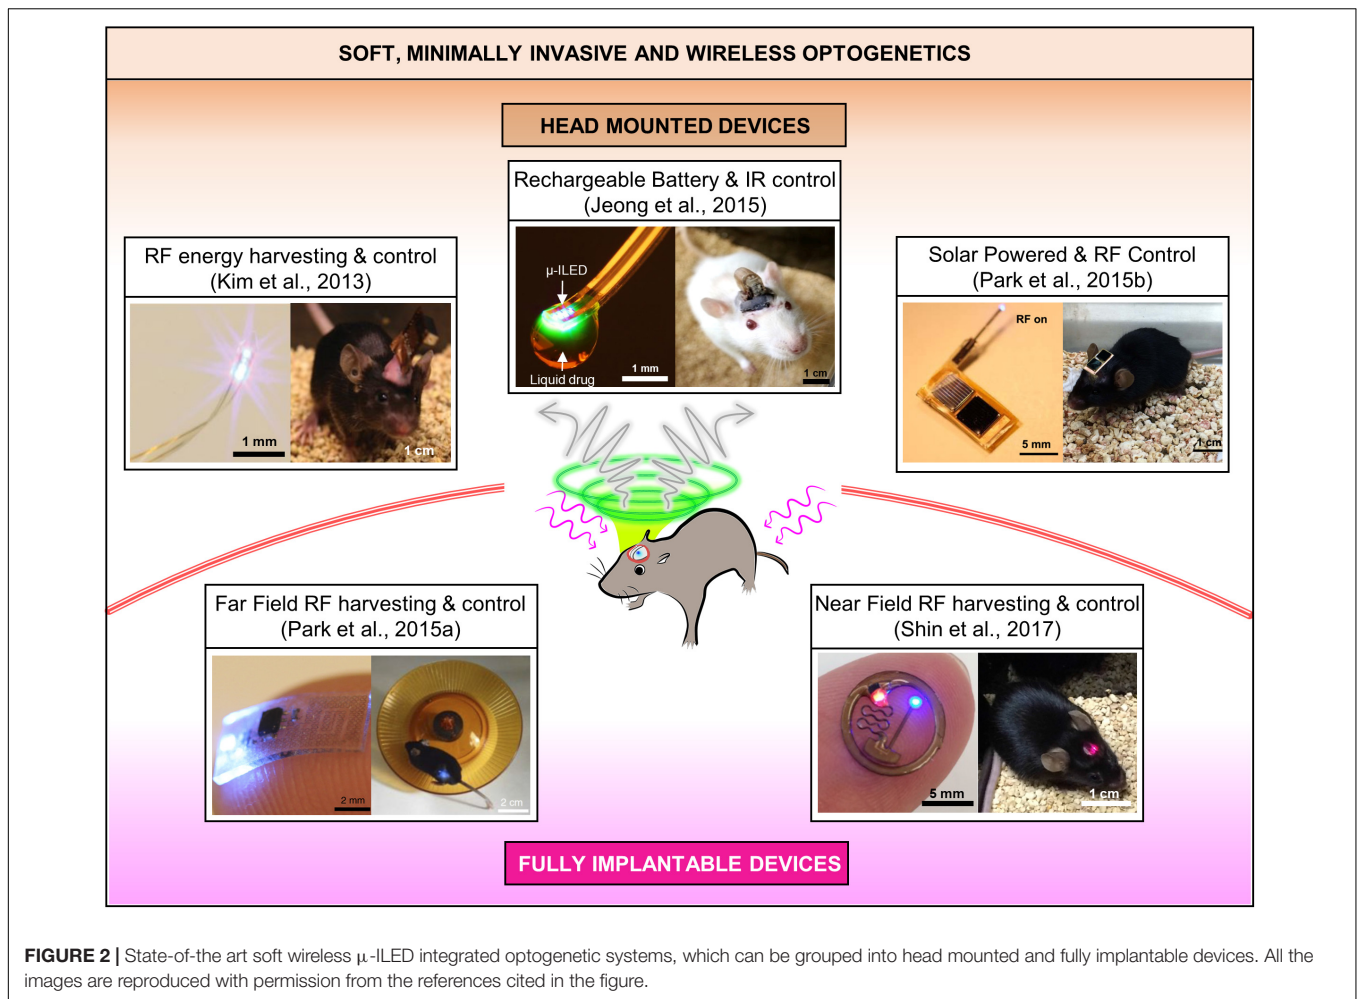 SOFT, MINIMALLY INVASIVE AND WIRELESS OPTOGENETICS
HEAD MOUNTED DEVICES
Rechargeable Battery & IR control
(Jeong et al., 2015)
μ-ILED
Liquid drug
1 mm
1 cm
RF energy harvesting & control
(Kim et al., 2013)
1 mm
1 cm
Solar Powered & RF Control
(Park et al., 2015b)
RF on
5 mm
1 cm
Far Field RF harvesting & control
(Park et al., 2015a)
2 mm
2 cm
Near Field RF harvesting & control
(Shin et al., 2017)
5 mm
1 cm
FULLY IMPLANTABLE DEVICES
FIGURE 2 | State-of-the art soft wireless μ-ILED integrated optogenetic systems, which can be grouped into head mounted and fully implantable devices. All the
images are reproduced with permission from the references cited in the figure.